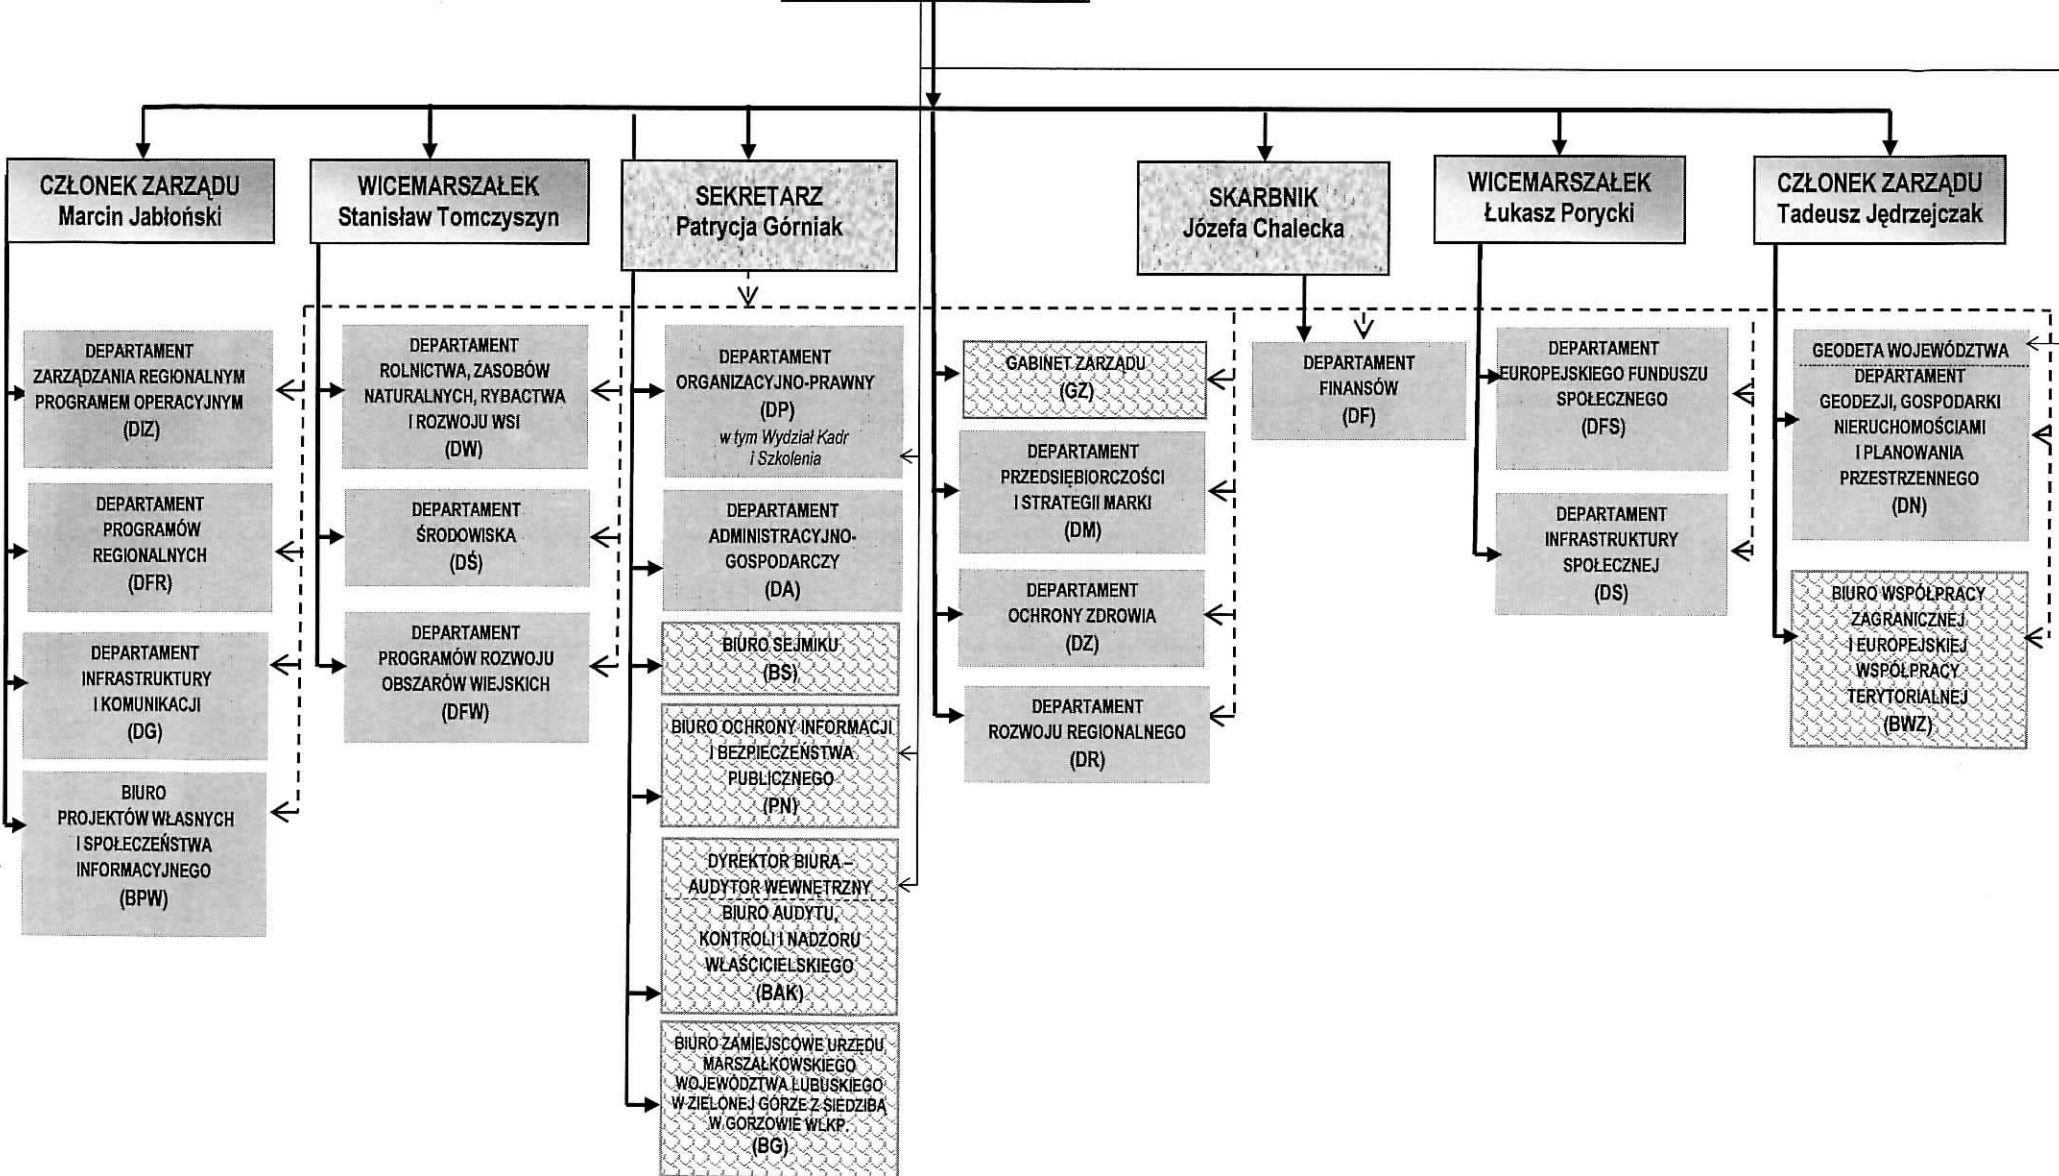 CZŁONEK ZARZĄDU
Marcin Jabłoński
WICEMARSZAŁEK
Stanisław Tomczyszyn
SEKRETARZ
Patrycja Górniak
SKARBNIK
Józefa Chalecka
WICEMARSZAŁEK
Łukasz Porycki
CZŁONEK ZARZĄDU
Tadeusz Jędrzejczak
DEPARTAMENT
ZARZĄDZANIA REGIONALNYM
PROGRAMEM OPERACYJNYM
(DIZ)
DEPARTAMENT
PROGRAMÓW
REGIONALNYCH
(DFR)
DEPARTAMENT
INFRASTRUKTURY
I KOMUNIKACJI
(DG)
BIURO
PROJEKTÓW WŁASNYCH
I SPOŁECZEŃSTWA
INFORMACYJNEGO
(BPW)
DEPARTAMENT
ROLNICTWA, ZASOBÓW
NATURALNYCH, RYBACTWA
I ROZWOJU WSI
(DW)
DEPARTAMENT
ŚRODOWISKA
(DŚ)
DEPARTAMENT
PROGRAMÓW ROZWOJU
OBSZARÓW WIEJSKICH
(DFW)
DEPARTAMENT
ORGANIZACYJNO-PRAWNY
(DP)
w tym Wydział Kadr
i Szkolenia
DEPARTAMENT
ADMINISTRACYJNO-
GOSPODARCZY
(DA)
BIURO SEJMIKU
(BS)
BIURO OCHRONY INFORMACJI
I BEZPIECZEŃSTWA
PUBLICZNEGO
(PN)
DYREKTOR BIURA –
AUDYTOR WEWNĘTRZNY
BIURO AUDYTU,
KONTROLI I NADZORU
WŁAŚCICIELSKIEGO
(BAK)
BIURO ZAMIEJSCOWE URZĘDU
MARSZAŁKOWSKIEGO
WOJEWÓDZTWA LUBUSKIEGO
W ZIELONEJ GÓRZE Z SIEDZIBĄ
W GORZOWIE WLKP.
(BG)
GABINET ZARZĄDU
(GZ)
DEPARTAMENT
PRZEDSIĘBIORCZOŚCI
I STRATEGII MARKI
(DM)
DEPARTAMENT
OCHRONY ZDROWIA
(DZ)
DEPARTAMENT
ROZWOJU REGIONALNEGO
(DR)
DEPARTAMENT
FINANSÓW
(DF)
DEPARTAMENT
EUROPEJSKIEGO FUNDUSZU
SPOŁECZNEGO
(DFS)
DEPARTAMENT
INFRASTRUKTURY
SPOŁECZNEJ
(DS)
GEODETA WOJEWÓDZTWA
DEPARTAMENT
GEODEZJI, GOSPODARKI
NIERUCHOMOŚCIAMI
I PLANOWANIA
PRZESTRZENNEGO
(DN)
BIURO WSPÓŁPRACY
ZAGRANICZNEJ
I EUROPEJSKIEJ
WSPÓŁPRACY
TERYTORIALNEJ
(BWZ)